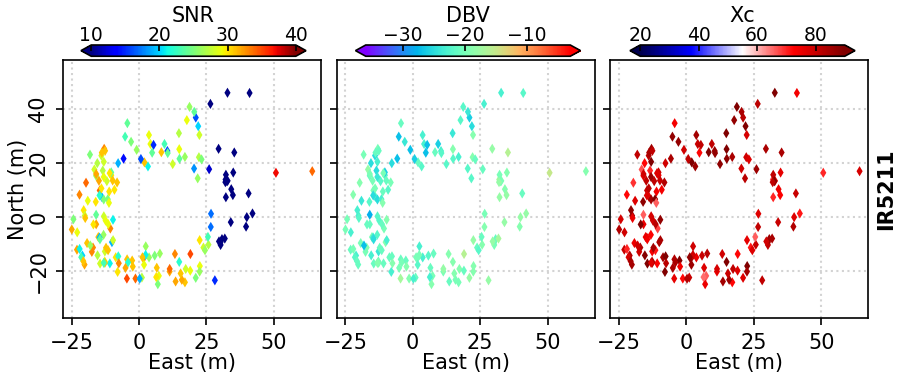 SNR DBV Xc
10 20 30 40 −30 −20 −10 20 40 60 80
40
20
0
−20
North (m)
IR5211
−25 0 25 50 −25 0 25 50 −25 0 25 50
East (m) East (m) East (m)